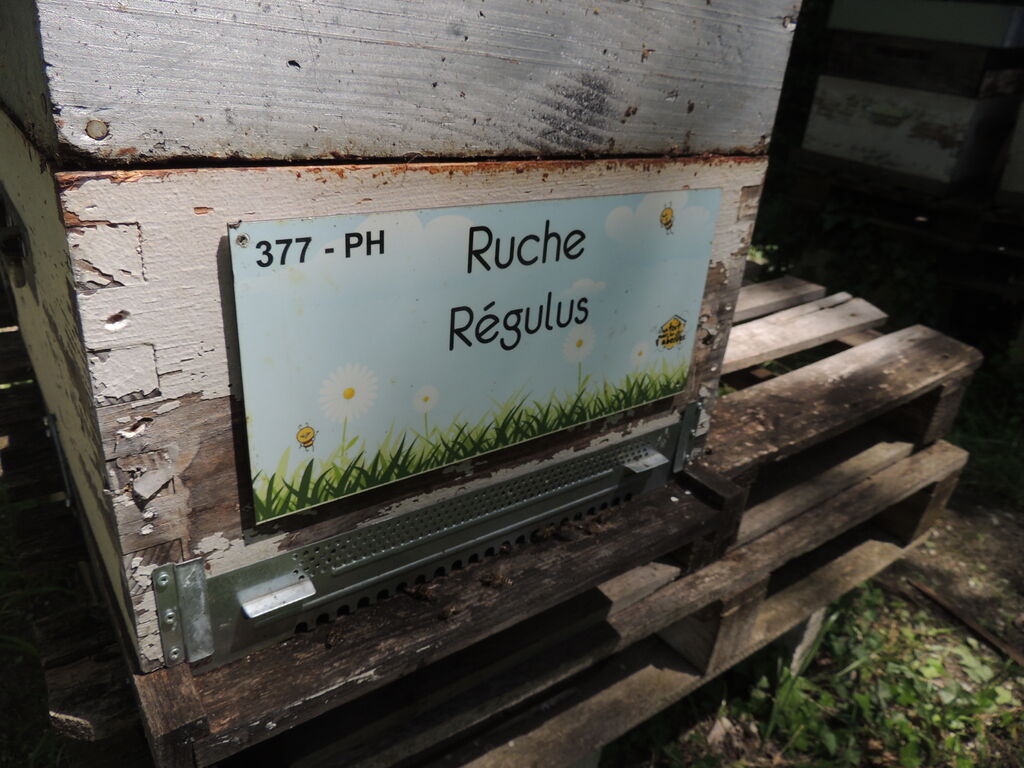 377 - PH
Ruche
Régulus